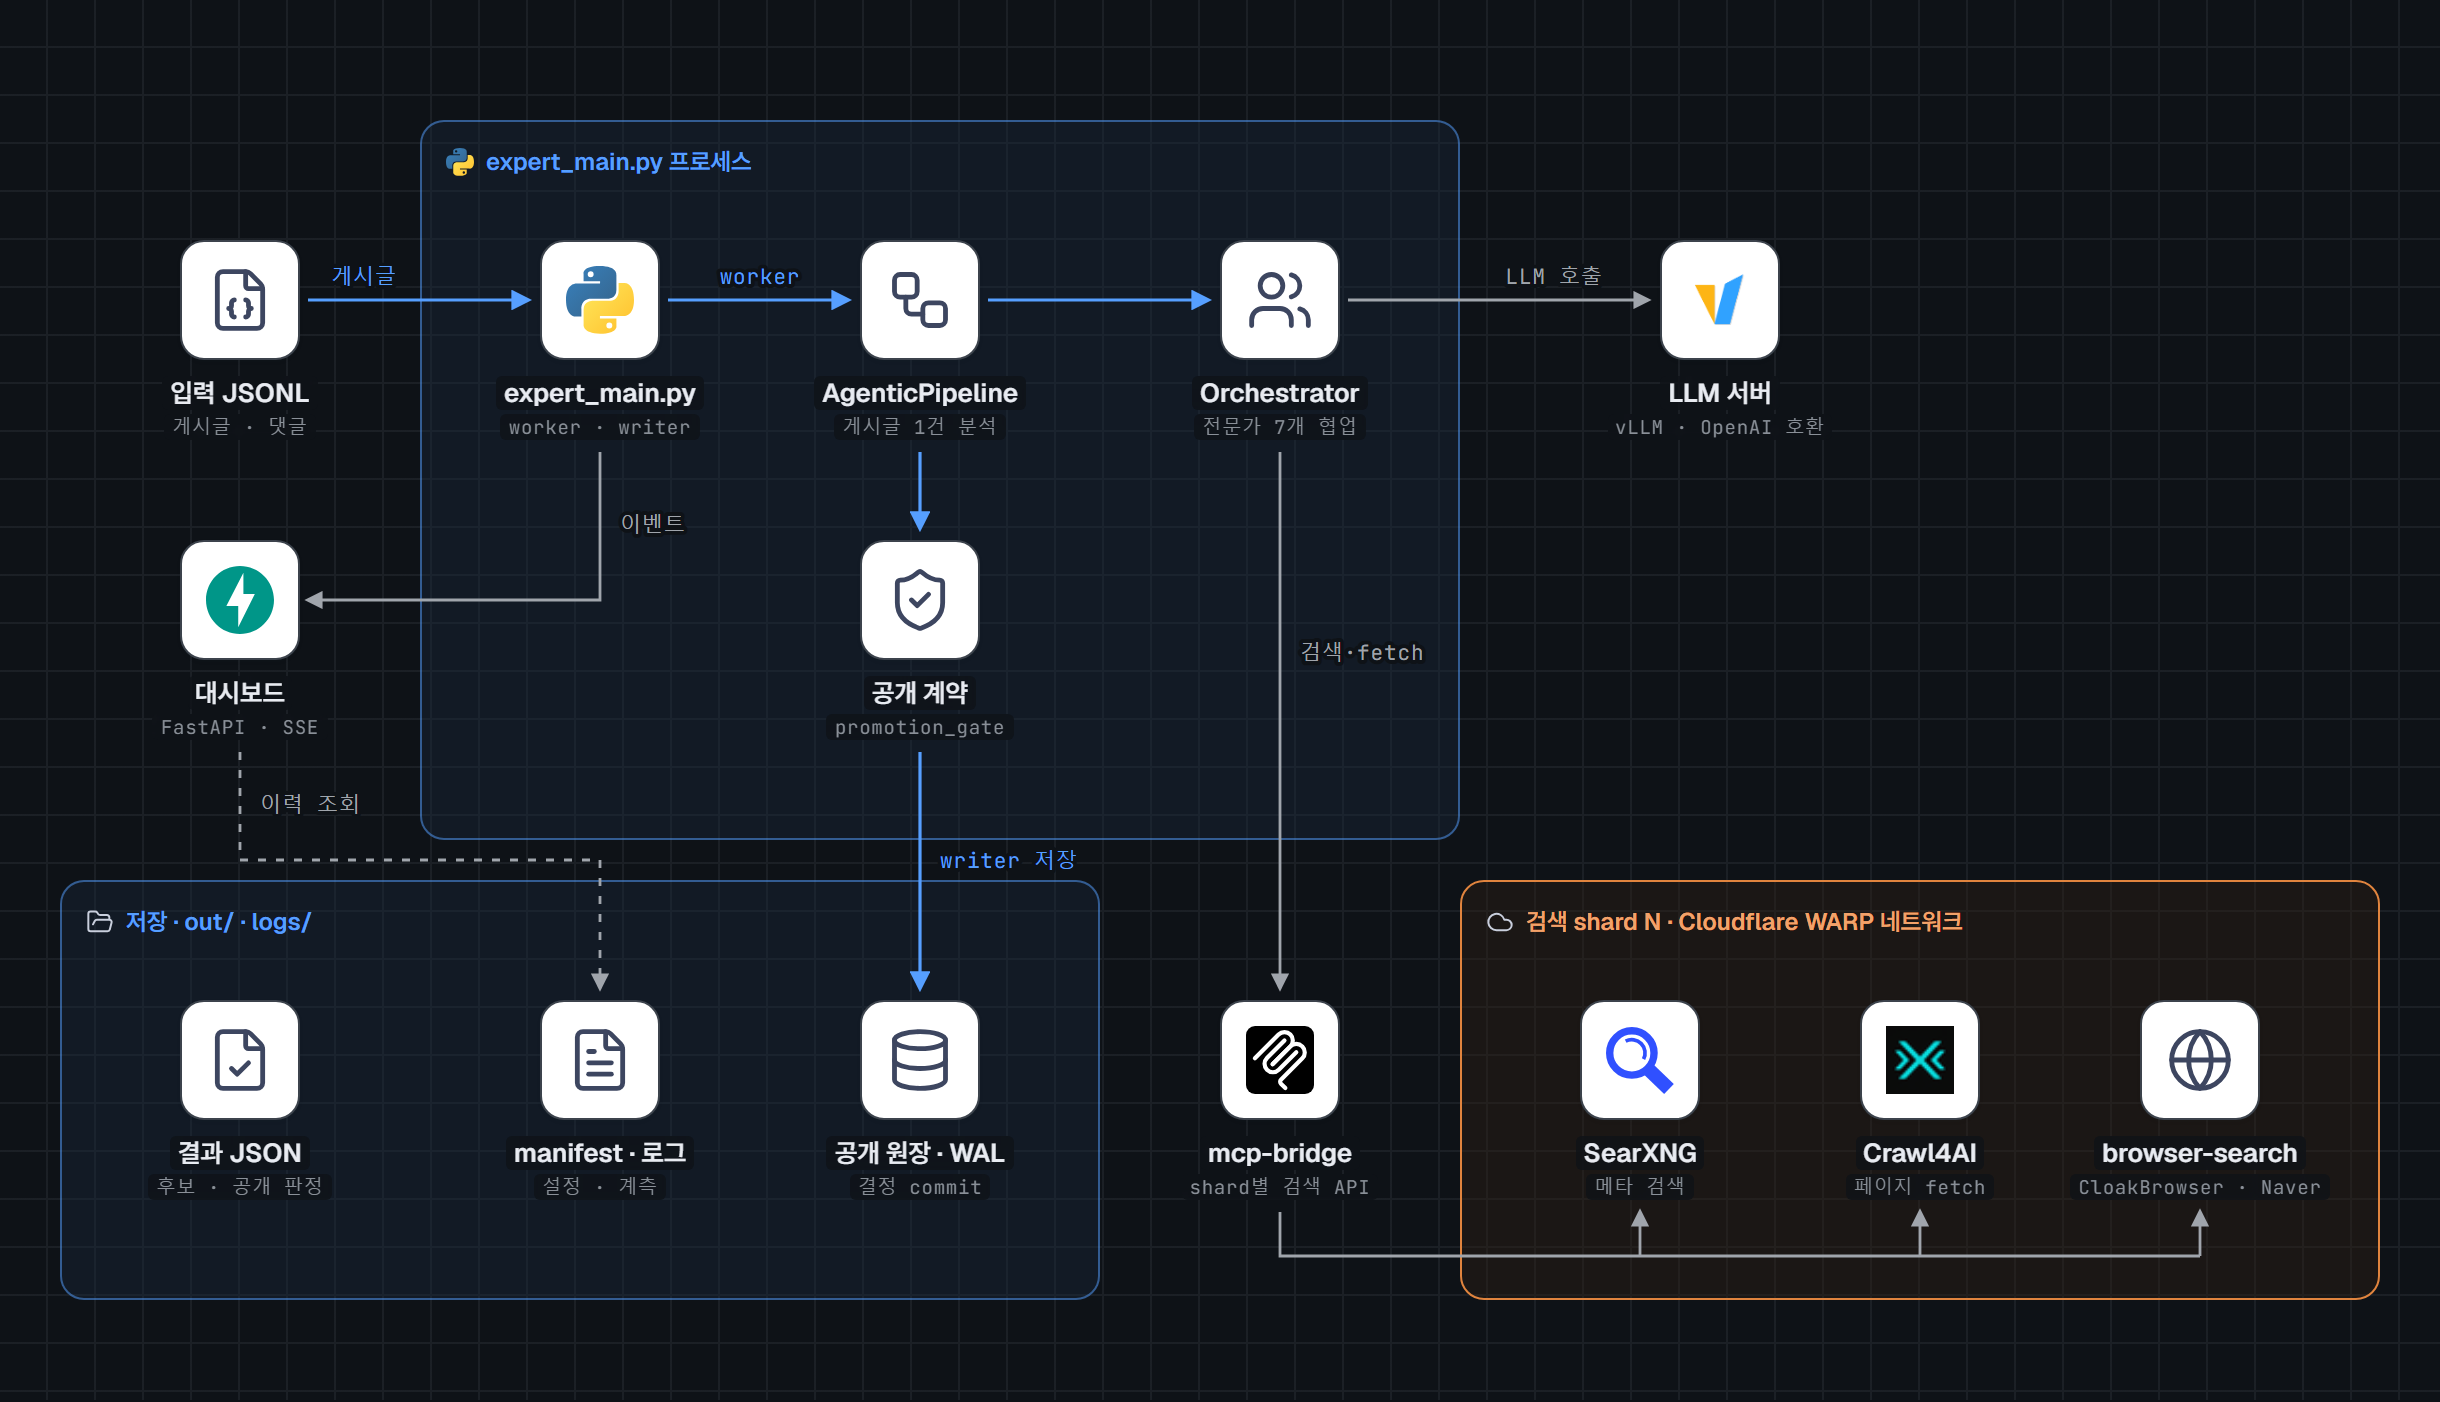 expert_main.py 프로세스
게시글
worker
LLM 호출
입력 JSONL
게시글 · 댓글
expert_main.py
worker · writer
AgenticPipeline
게시글 1건 분석
Orchestrator
전문가 7개 협업
LLM 서버
vLLM · OpenAI 호환
이벤트
검색·fetch
대시보드
FastAPI · SSE
공개 계약
promotion_gate
이력 조회
writer 저장
저장 · out/ · logs/
검색 shard N · Cloudflare WARP 네트워크
결과 JSON
후보 · 공개 판정
manifest · 로그
설정 · 계측
공개 원장 · WAL
결정 commit
mcp-bridge
shard별 검색 API
SearXNG
메타 검색
Crawl4AI
페이지 fetch
browser-search
CloakBrowser · Naver